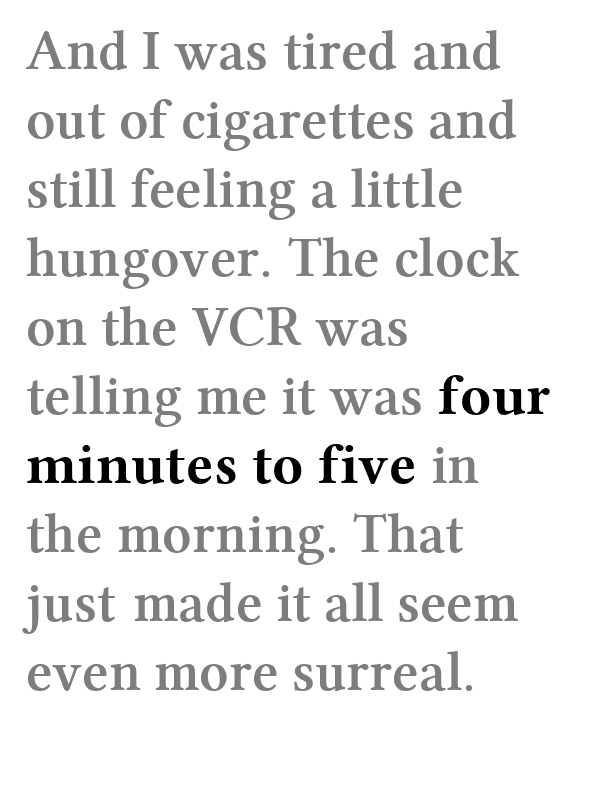 And I was tired and
out of cigarettes and
still feeling a little
hungover. The clock
on the VCR was
telling me it was four
minutes to five in
the morning. That
just made it all seem
even more surreal.